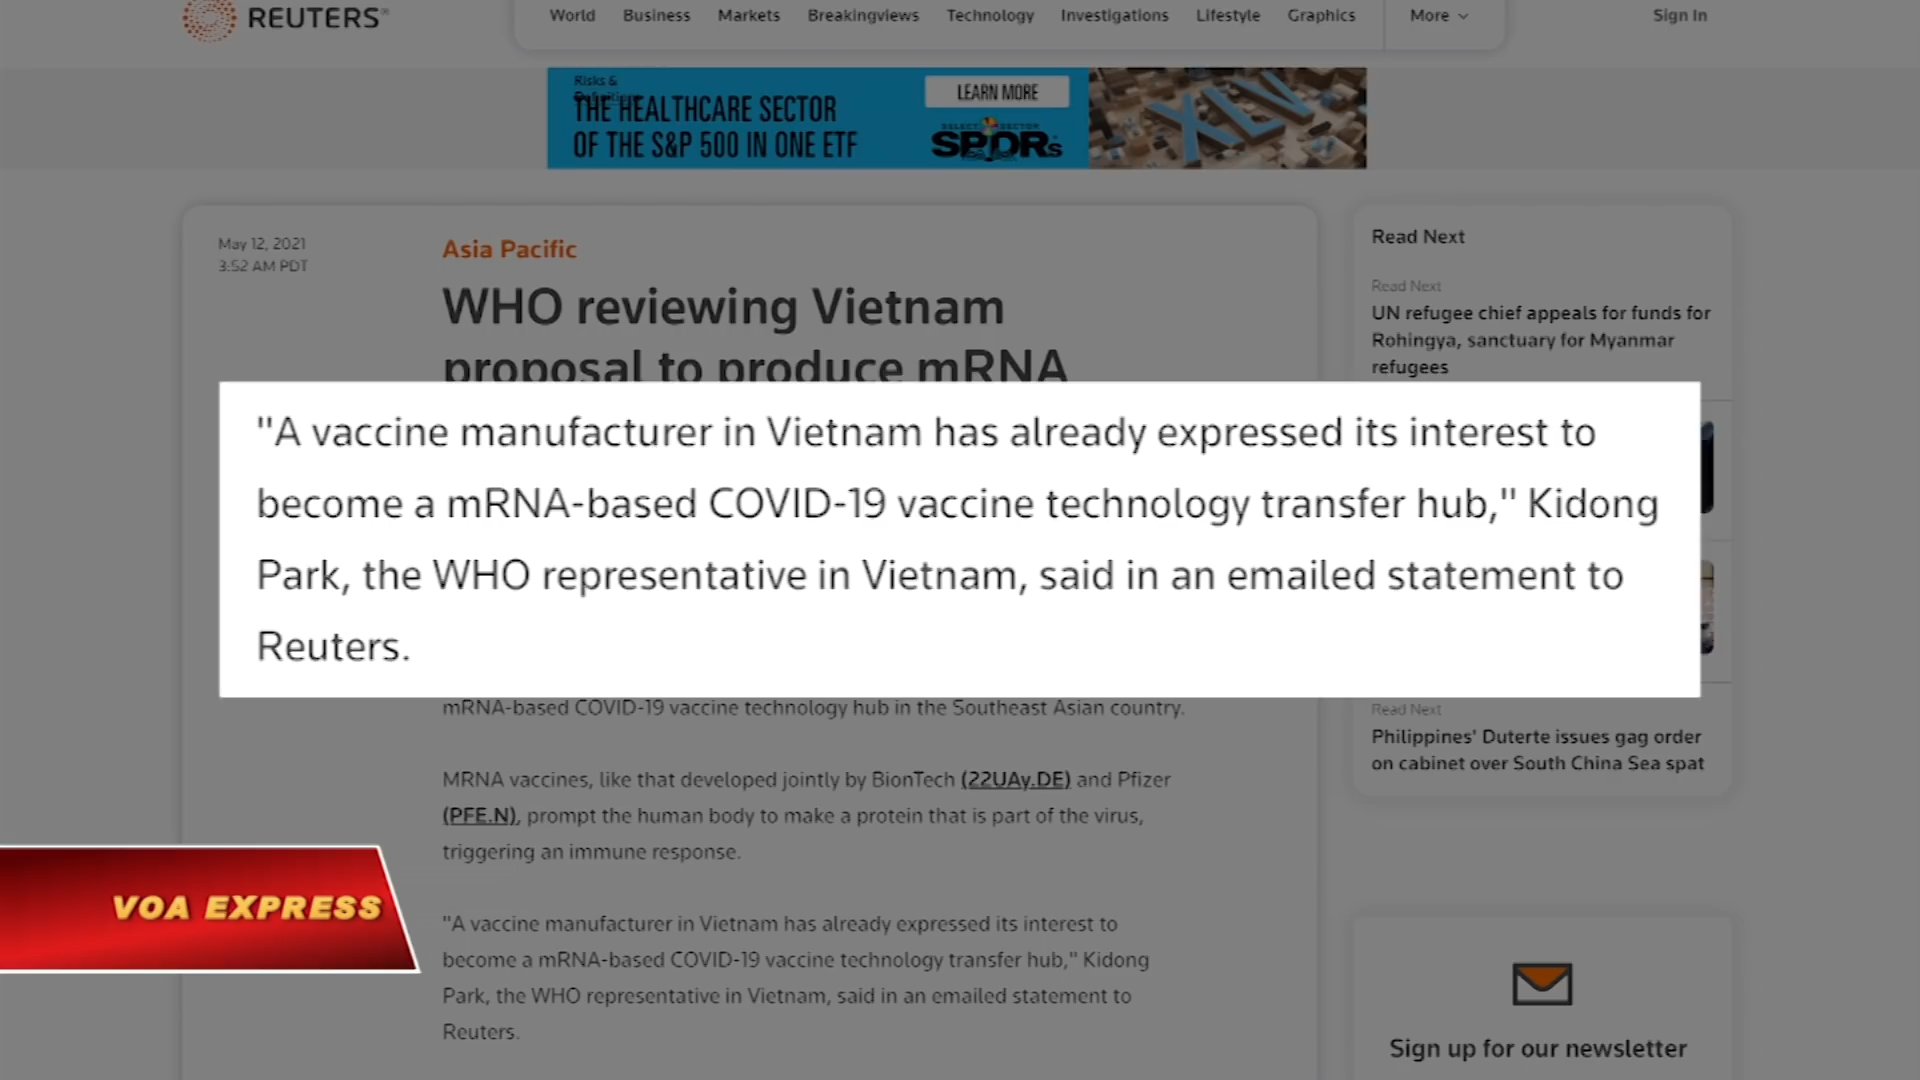 REUTERS
World Business Markets Breakingviews Technology Investigations Lifestyle Graphics More Sign In
Risks &
THE HEALTHCARE SECTOR
OF THE S&P 500 IN ONE ETF
LEARN MORE
SELECT SECTOR
SPDRs
XLV
May 12, 2021
3:52 AM PDT
Asia Pacific
WHO reviewing Vietnam
proposal to produce mRNA
"A vaccine manufacturer in Vietnam has already expressed its interest to
become a mRNA-based COVID-19 vaccine technology transfer hub," Kidong
Park, the WHO representative in Vietnam, said in an emailed statement to
Reuters.
mRNA-based COVID-19 vaccine technology hub in the Southeast Asian country.
MRNA vaccines, like that developed jointly by BionTech (22UAy.DE) and Pfizer
(PFE.N), prompt the human body to make a protein that is part of the virus,
triggering an immune response.
"A vaccine manufacturer in Vietnam has already expressed its interest to
become a mRNA-based COVID-19 vaccine technology transfer hub," Kidong
Park, the WHO representative in Vietnam, said in an emailed statement to
Reuters.
Read Next
Read Next
UN refugee chief appeals for funds for
Rohingya, sanctuary for Myanmar
refugees
Read Next
Philippines' Duterte issues gag order
on cabinet over South China Sea spat
Sign up for our newsletter
VOA EXPRESS